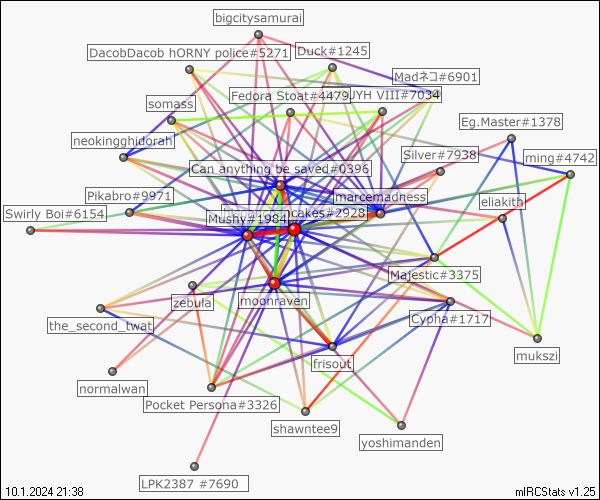 bigcitysamurai
DacobDacob hORNY police#5271
Duck#1245
Madネコ#6901
Fedora Stoat#4479
UYH VIII#7034
somass
Eg.Master#1378
neokingghidorah
Silver#7938
ming#4742
Can anything be saved#0396
Pikabro#9971
marcemadness
eliakith
Swirly Boi#6154
Mushy#1984
cakes#2928
Majestic#3375
zebula
moonraven
the_second_twat
Cypha#1717
frisout
mukszi
normalwan
Pocket Persona#3326
shawntee9
yoshimanden
LPK2387 #7690
10.1.2024 21:38
mIRCStats v1.25